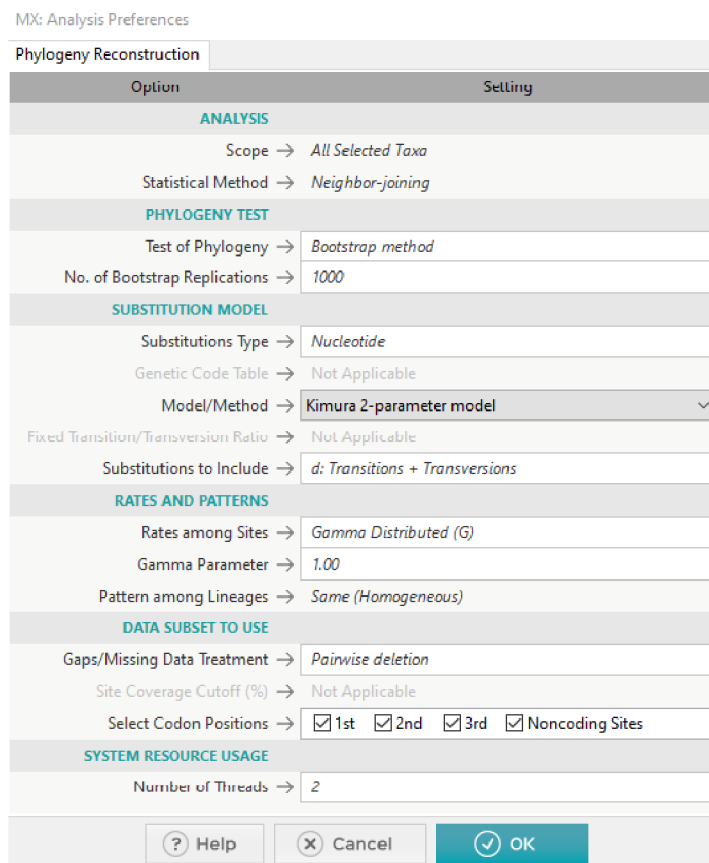 MX: Analysis Preferences
Phylogeny Reconstruction
Option Setting
ANALYSIS
Scope → All Selected Taxa
Statistical Method → Neighbor-joining
PHYLOGENY TEST
Test of Phylogeny → Bootstrap method
No. of Bootstrap Replications → 1000
SUBSTITUTION MODEL
Substitutions Type → Nucleotide
Genetic Code Table → Not Applicable
Model/Method → Kimura 2-parameter model
Fixed Transition/Transversion Ratio → Not Applicable
Substitutions to Include → d: Transitions + Transversions
RATES AND PATTERNS
Rates among Sites → Gamma Distributed (G)
Gamma Parameter → 1.00
Pattern among Lineages → Same (Homogeneous)
DATA SUBSET TO USE
Gaps/Missing Data Treatment → Pairwise deletion
Site Coverage Cutoff (%) → Not Applicable
Select Codon Positions → 1st 2nd 3rd Noncoding Sites
SYSTEM RESOURCE USAGE
Number of Threads → 2
? Help Cancel OK